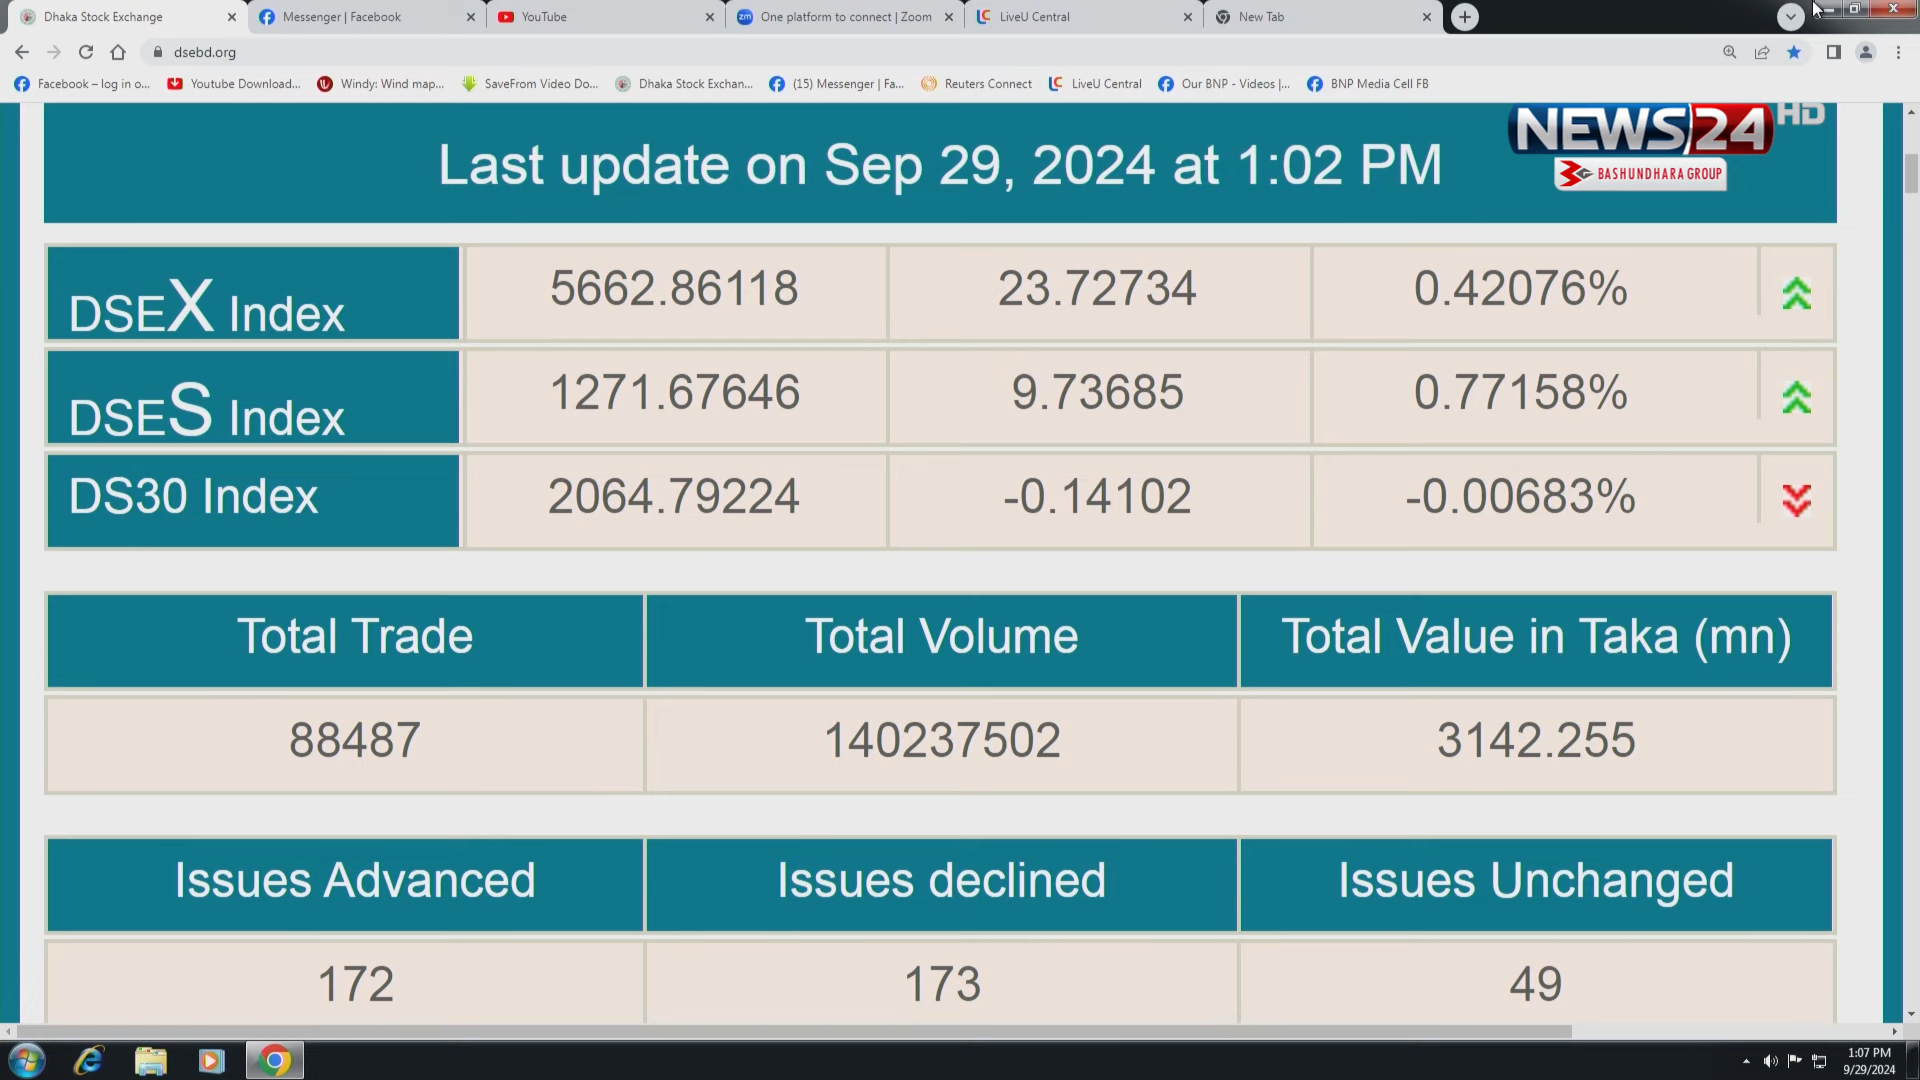 Dhaka Stock Exchange
Messenger | Facebook
YouTube
zm One platform to connect | Zoom
LC LiveU Central
New Tab
dsebd.org
Facebook – log in o...
Youtube Download...
Windy: Wind map...
SaveFrom Video Do...
Dhaka Stock Exchan...
(15) Messenger | Fa...
Reuters Connect
LC LiveU Central
Our BNP - Videos |...
BNP Media Cell FB
NEWS24 HD
BASHUNDHARA GROUP
Last update on Sep 29, 2024 at 1:02 PM
DSEX Index 5662.86118 23.72734 0.42076%
DSES Index 1271.67646 9.73685 0.77158%
DS30 Index 2064.79224 -0.14102 -0.00683%
Total Trade Total Volume Total Value in Taka (mn)
88487 140237502 3142.255
Issues Advanced Issues declined Issues Unchanged
172 173 49
1:07 PM
9/29/2024